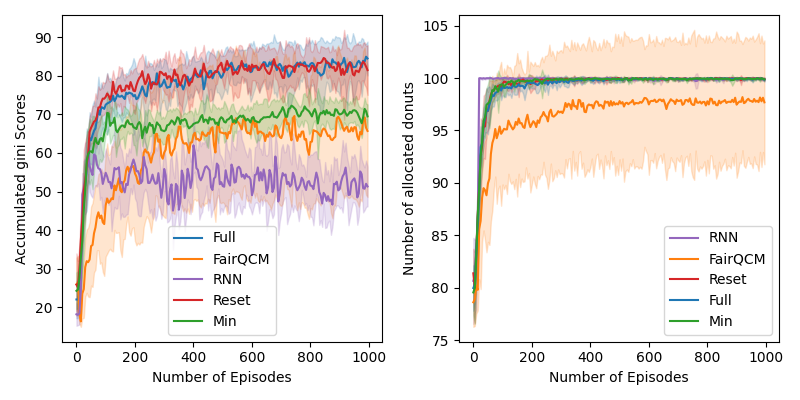 90
80
70
60
50
40
30
20
Accumulated gini Scores
0
200
400
600
800
1000
Number of Episodes
Full
FairQCM
RNN
Reset
Min
105
100
95
90
85
80
75
Number of allocated donuts
0
200
400
600
800
1000
Number of Episodes
RNN
FairQCM
Reset
Full
Min